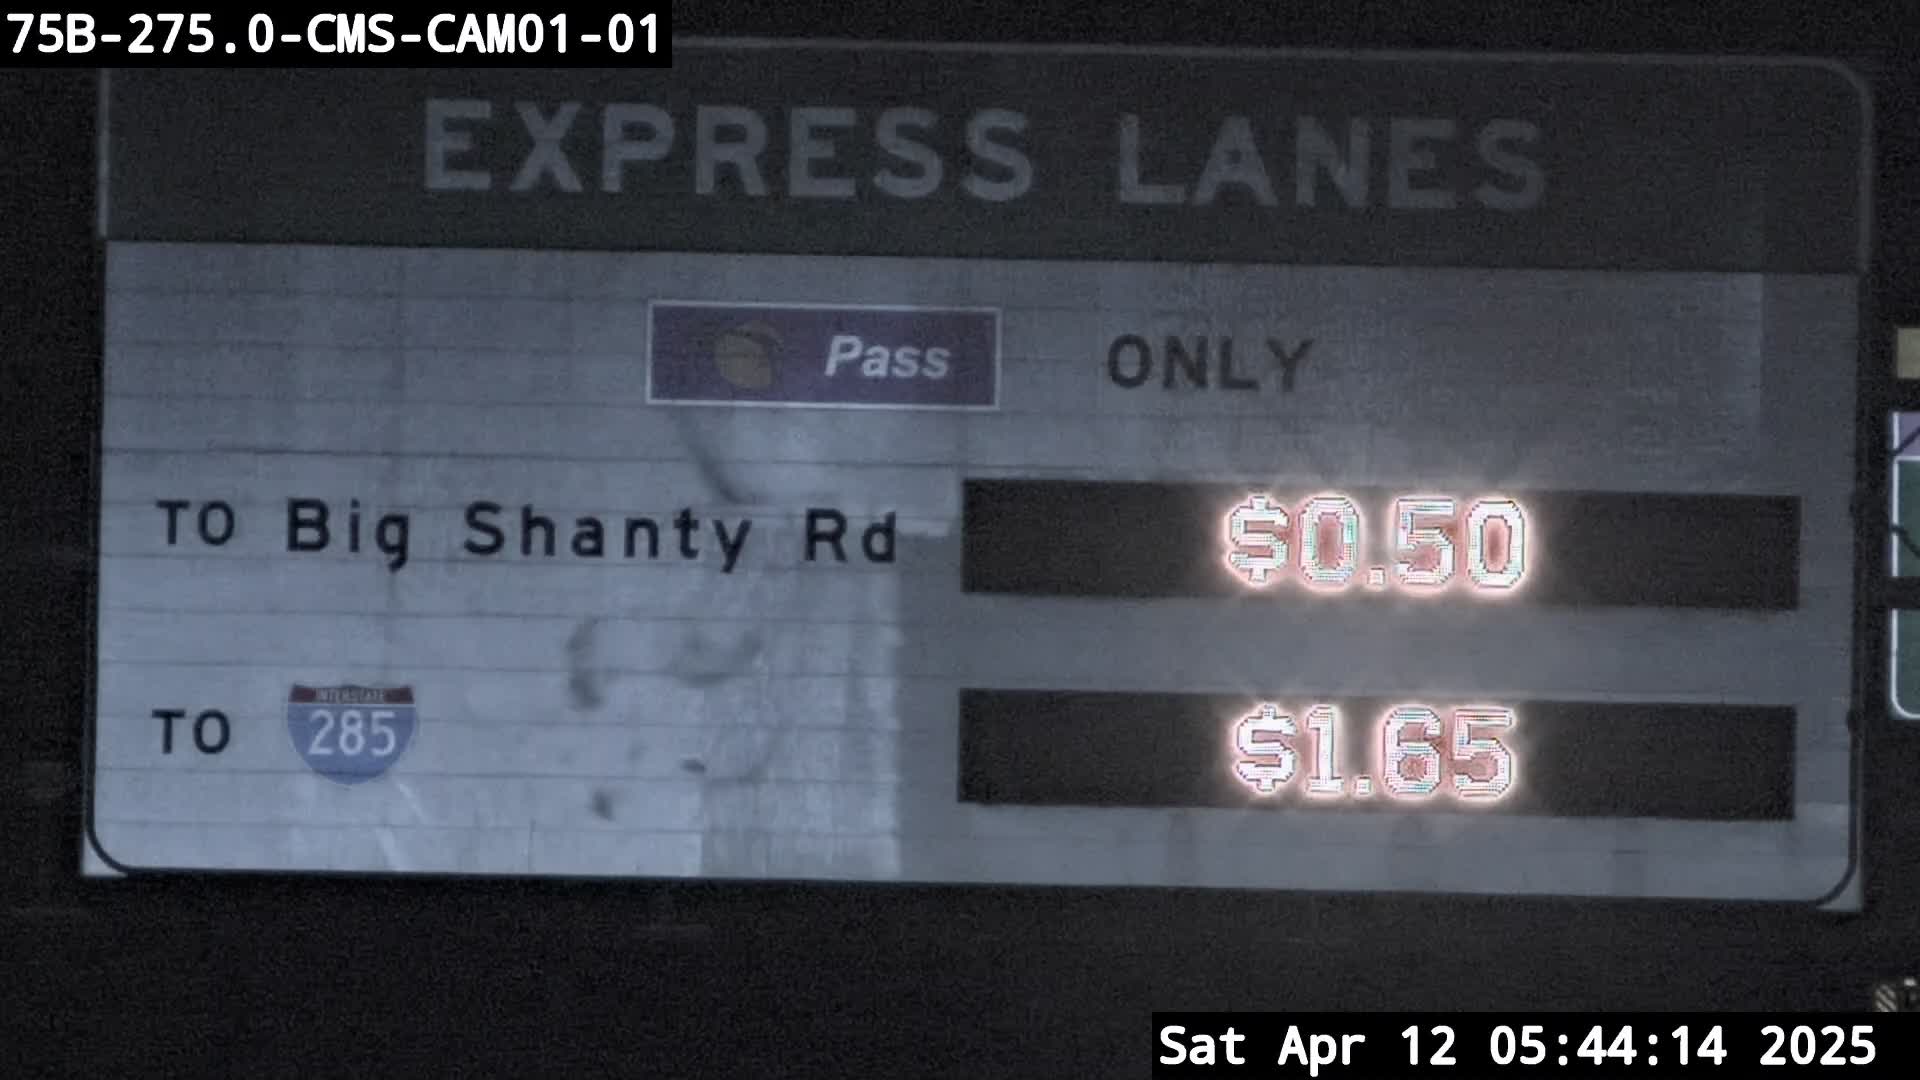 75B-275.0-CMS-CAM01-01
EXPRESS LANES
Pass ONLY
TO Big Shanty Rd $0.50
INTERSTATE
TO 285 $1.65
Sat Apr 12 05:44:14 2025